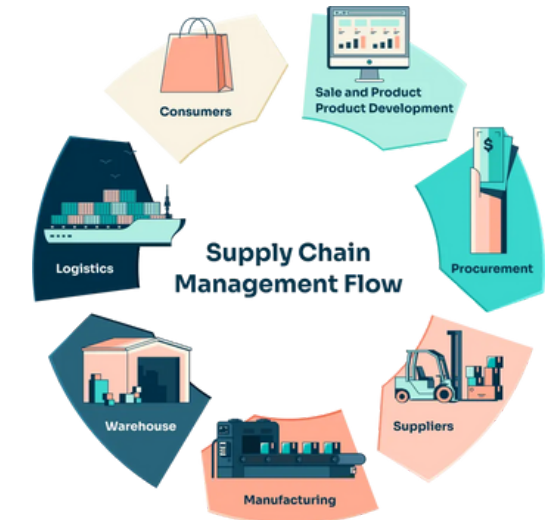 Consumers
Sale and Product
Product Development
$
Procurement
Logistics
Supply Chain
Management Flow
Suppliers
Warehouse
Manufacturing